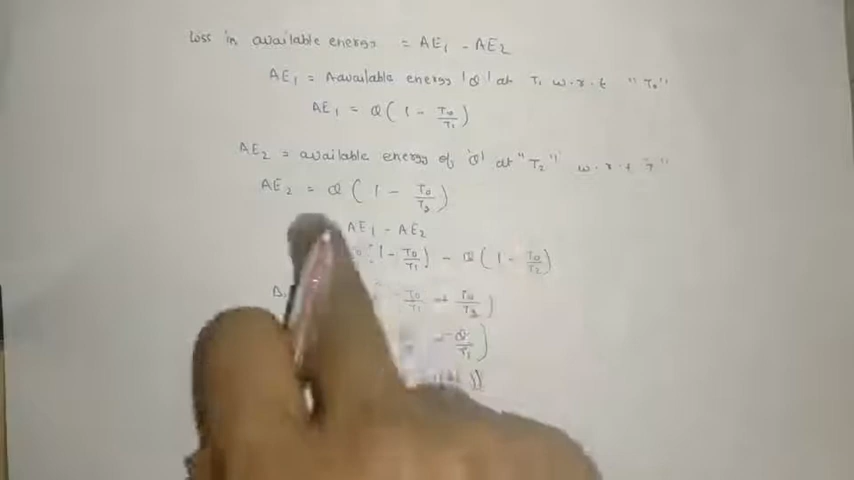 Loss in available energy = AE₁ - AE₂
AE₁ = Aavailable energy 'Q' at T₁ w.r.t "T₀"
AE₁ = Q ( 1 - T₀/T₁ )
AE₂ = available energy of 'Q' at "T₂" w.r.t
AE₂ = Q ( 1 - T₀/T₂ )
AE₁ - AE₂
1 - T₀/T₁ ) - Q ( 1 - T₀/T₂ )
- T₀/T₁ + T₀/T₂ )
- Q/T₁ )